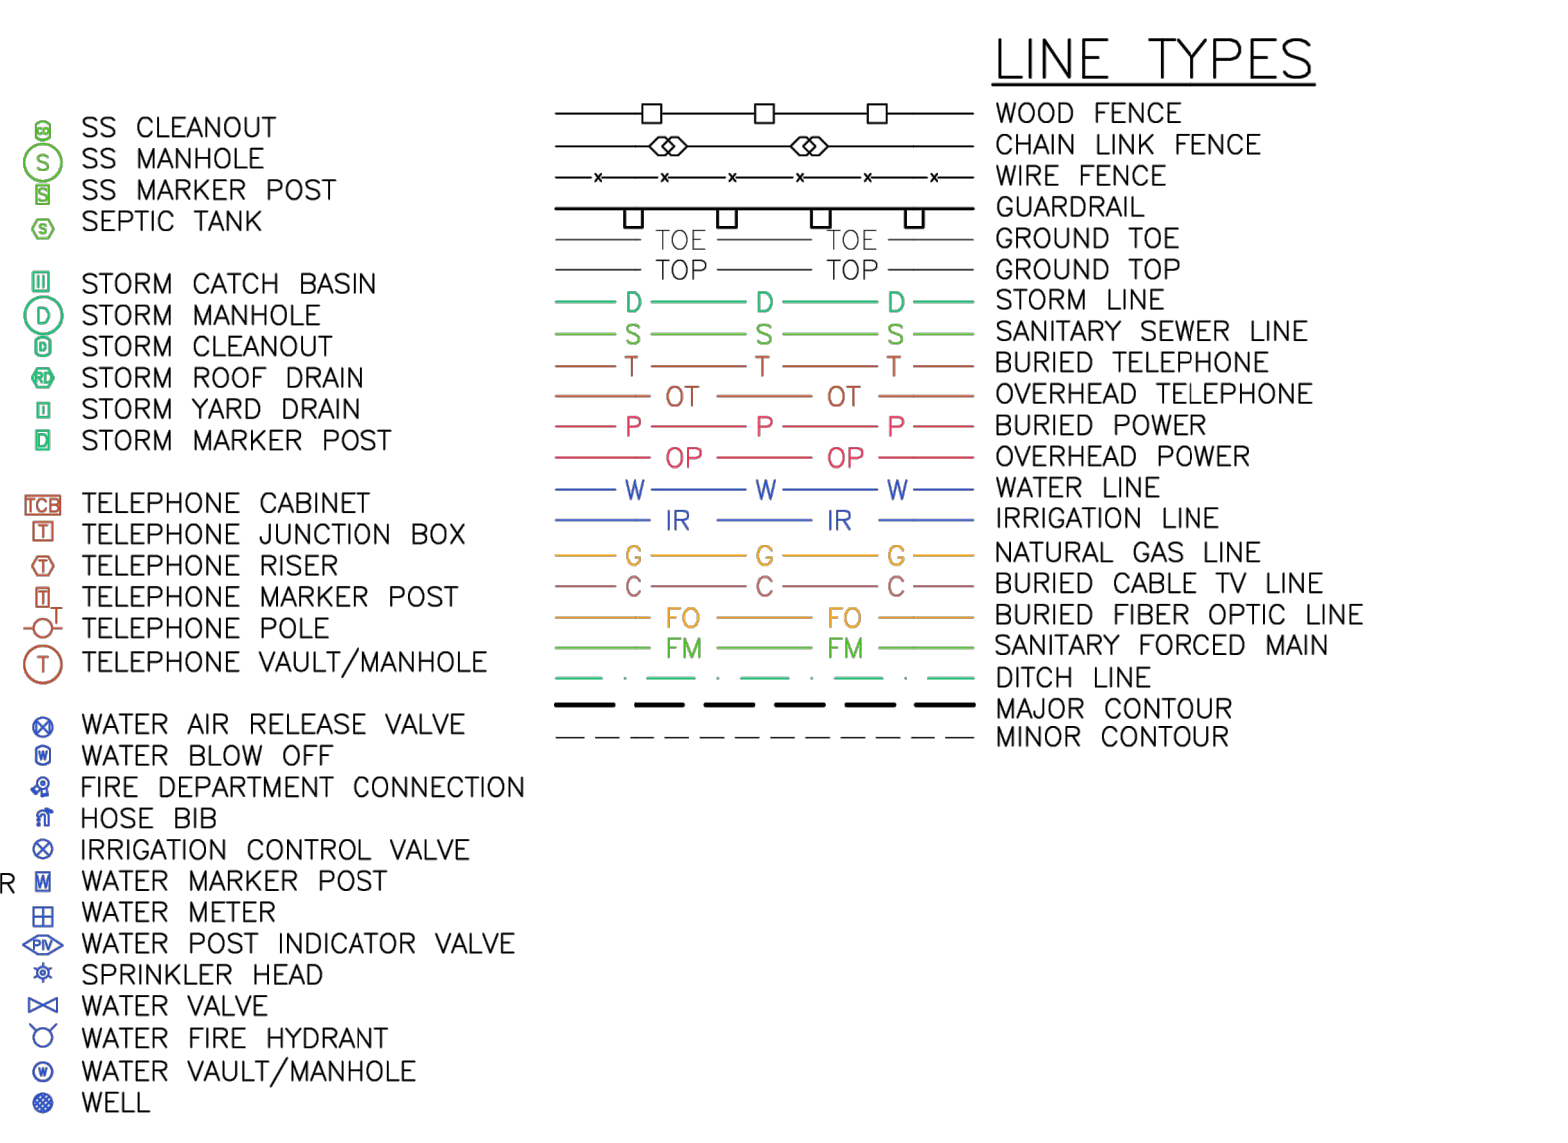 LINE TYPES
SS CLEANOUT
SS MANHOLE
SS MARKER POST
SEPTIC TANK
STORM CATCH BASIN
STORM MANHOLE
STORM CLEANOUT
STORM ROOF DRAIN
STORM YARD DRAIN
STORM MARKER POST
TELEPHONE CABINET
TELEPHONE JUNCTION BOX
TELEPHONE RISER
TELEPHONE MARKER POST
TELEPHONE POLE
TELEPHONE VAULT/MANHOLE
WATER AIR RELEASE VALVE
WATER BLOW OFF
FIRE DEPARTMENT CONNECTION
HOSE BIB
IRRIGATION CONTROL VALVE
R W WATER MARKER POST
WATER METER
PIV WATER POST INDICATOR VALVE
SPRINKLER HEAD
WATER VALVE
WATER FIRE HYDRANT
W WATER VAULT/MANHOLE
WELL
WOOD FENCE
CHAIN LINK FENCE
WIRE FENCE
GUARDRAIL
TOE TOE GROUND TOE
TOP TOP GROUND TOP
D D D STORM LINE
S S S SANITARY SEWER LINE
T T T BURIED TELEPHONE
OT OT OVERHEAD TELEPHONE
P P P BURIED POWER
OP OP OVERHEAD POWER
W W W WATER LINE
IR IR IRRIGATION LINE
G G G NATURAL GAS LINE
C C C BURIED CABLE TV LINE
FO FO BURIED FIBER OPTIC LINE
FM FM SANITARY FORCED MAIN
DITCH LINE
MAJOR CONTOUR
MINOR CONTOUR